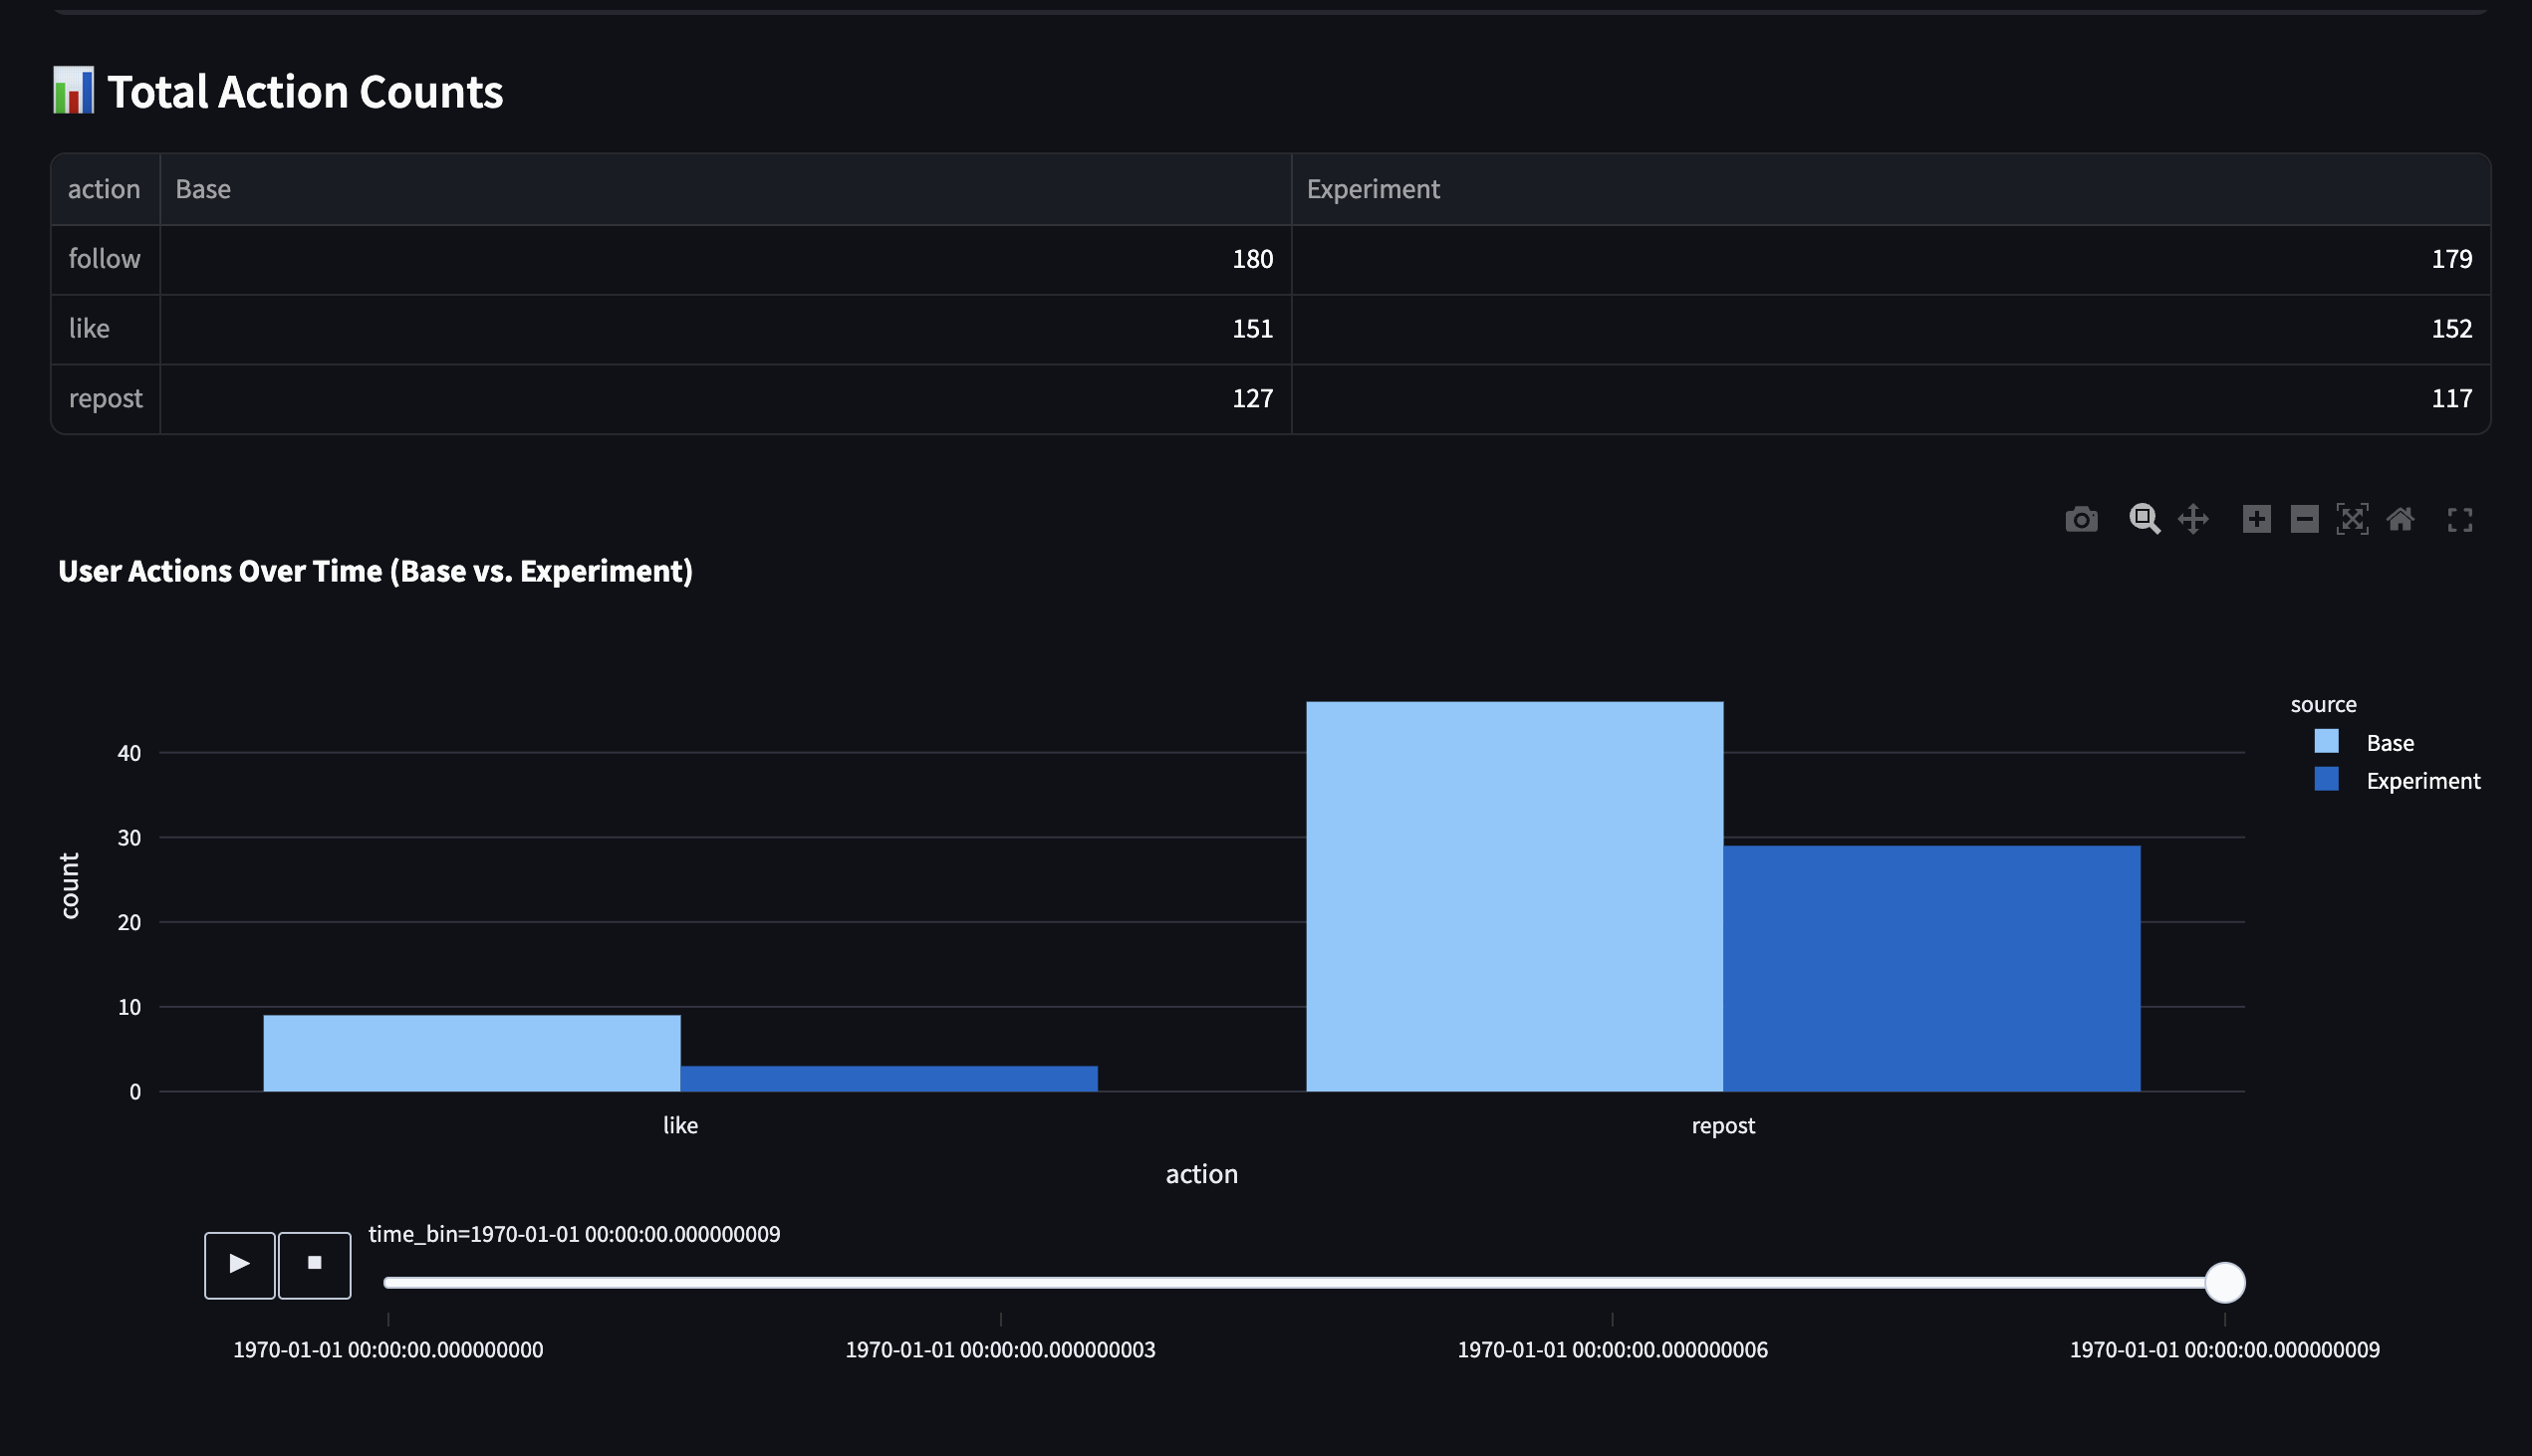 📊 Total Action Counts
action Base Experiment
follow 180 179
like 151 152
repost 127 117
User Actions Over Time (Base vs. Experiment)
source
Base
Experiment
40
30
20
10
0
count
like repost
action
▶ ■ time_bin=1970-01-01 00:00:00.000000009
1970-01-01 00:00:00.000000000 1970-01-01 00:00:00.000000003 1970-01-01 00:00:00.000000006 1970-01-01 00:00:00.000000009